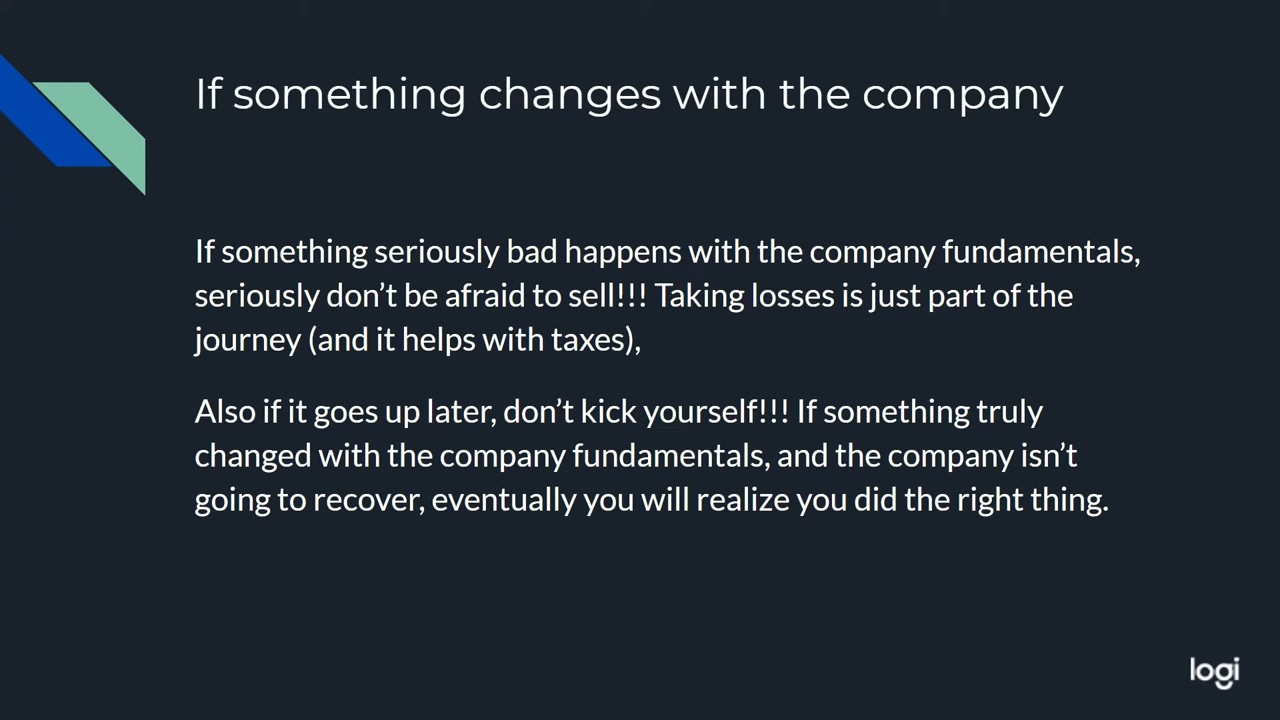 If something changes with the company
If something seriously bad happens with the company fundamentals,
seriously don’t be afraid to sell!!! Taking losses is just part of the
journey (and it helps with taxes),
Also if it goes up later, don’t kick yourself!!! If something truly
changed with the company fundamentals, and the company isn’t
going to recover, eventually you will realize you did the right thing.
logi